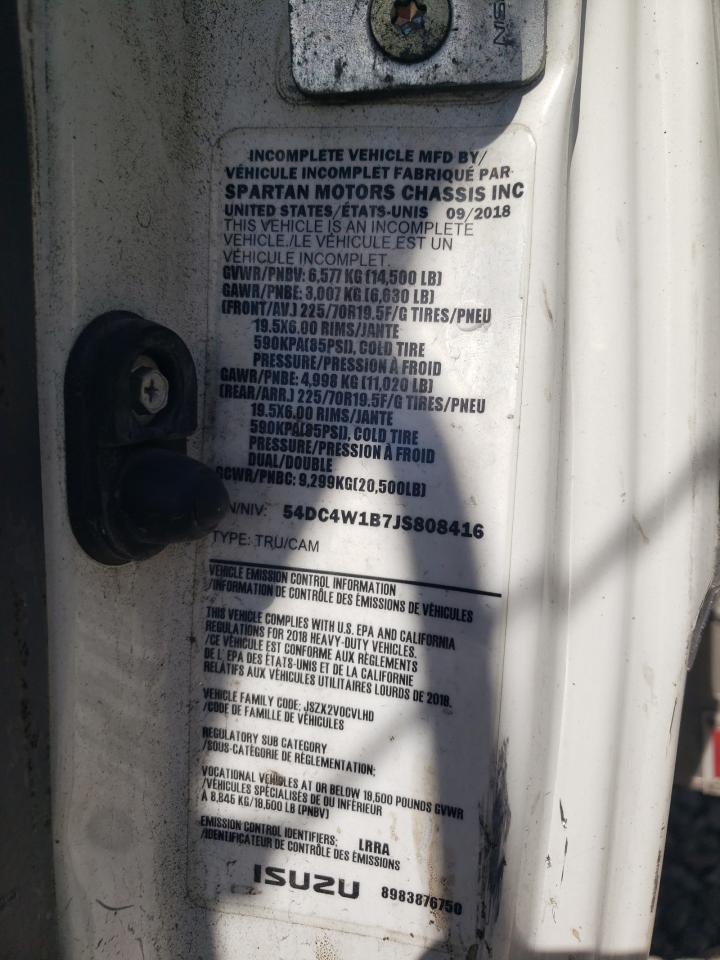 INCOMPLETE VEHICLE MFD BY/
VÉHICULE INCOMPLET FABRIQUÉ PAR
SPARTAN MOTORS CHASSIS INC
UNITED STATES/ÉTATS-UNIS 09/2018
THIS VEHICLE IS AN INCOMPLETE
VEHICLE./LE VÉHICULE EST UN
VÉHICULE INCOMPLET.
GVWR/PNBV: 6,577 KG (14,500 LB)
GAWR/PNBE: 3,007 KG (6,630 LB)
(FRONT/AV.) 225/70R19.5F/G TIRES/PNEU
19.5X6.00 RIMS/JANTE
590KPA(85PSI), COLD TIRE
PRESSURE/PRESSION À FROID
GAWR/PNBE: 4,998 KG (11,020 LB)
(REAR/ARR.) 225/70R19.5F/G TIRES/PNEU
19.5X6.00 RIMS/JANTE
590KPA(85PSI), COLD TIRE
PRESSURE/PRESSION À FROID
DUAL/DOUBLE
GCWR/PNBC: 9,299KG(20,500LB)
/NIV: 54DC4W1B7JS808416
TYPE: TRU/CAM
VEHICLE EMISSION CONTROL INFORMATION
/INFORMATION DE CONTRÔLE DES ÉMISSIONS DE VÉHICULES
THIS VEHICLE COMPLIES WITH U.S. EPA AND CALIFORNIA
REGULATIONS FOR 2018 HEAVY-DUTY VEHICLES.
/CE VÉHICULE EST CONFORME AUX RÈGLEMENTS
DE L' EPA DES ÉTATS-UNIS ET DE LA CALIFORNIE
RELATIFS AUX VÉHICULES UTILITAIRES LOURDS DE 2018.
VEHICLE FAMILY CODE: JSZX2VOCVLHD
/CODE DE FAMILLE DE VÉHICULES
REGULATORY SUB CATEGORY
/SOUS-CATÉGORIE DE RÉGLEMENTATION:
VOCATIONAL VEHICLES AT OR BELOW 19,500 POUNDS GVWR
/VÉHICULES SPÉCIALISÉS DE OU INFÉRIEUR
À 8,845 KG/19,500 LB (PNBV)
EMISSION CONTROL IDENTIFIERS: LRRA
/IDENTIFICATEUR DE CONTRÔLE DES ÉMISSIONS
ISUZU 8983876750